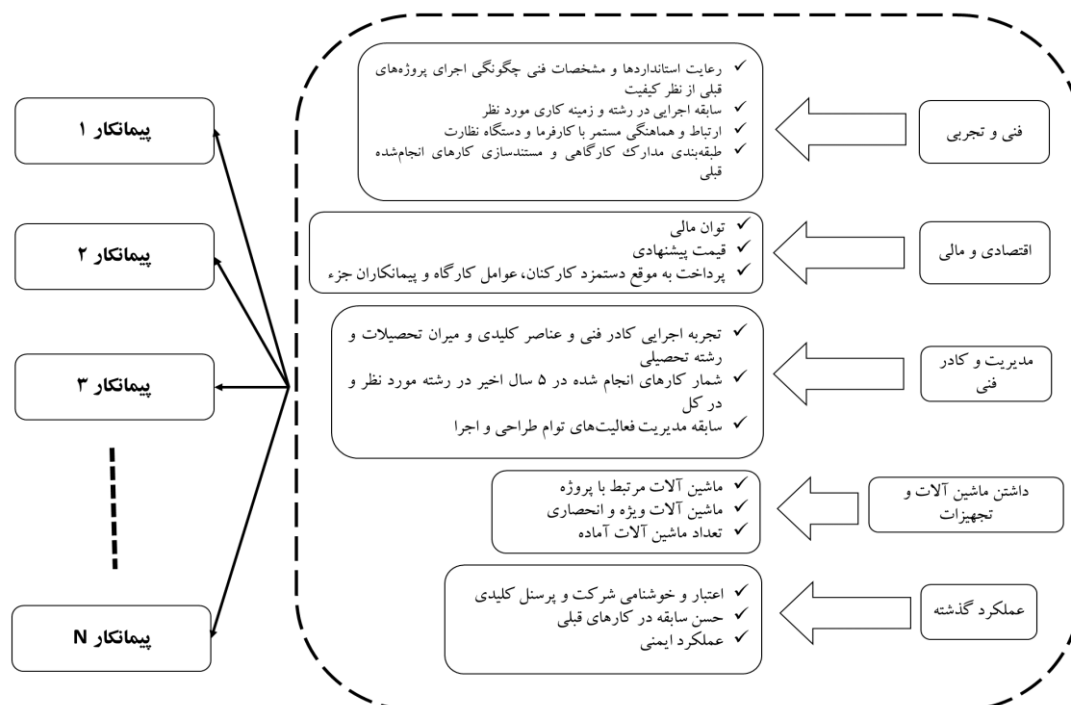 فنی و تجربی
رعایت استانداردها و مشخصات فنی چگونگی اجرای پروژه‌های
قبلی از نظر کیفیت
سابقه اجرایی در رشته و زمینه کاری مورد نظر
ارتباط و هماهنگی مستمر با کارفرما و دستگاه نظارت
طبقه‌بندی مدارک کارگاهی و مستندسازی کارهای انجام‌شده
قبلی
اقتصادی و مالی
توان مالی
قیمت پیشنهادی
پرداخت به موقع دستمزد کارکنان، عوامل کارگاه و پیمانکاران جزء
مدیریت و کادر
فنی
تجربه اجرایی کادر فنی و عناصر کلیدی و میران تحصیلات و
رشته تحصیلی
شمار کارهای انجام شده در ۵ سال اخیر در رشته مورد نظر و
در کل
سابقه مدیریت فعالیت‌های توام طراحی و اجرا
داشتن ماشین آلات و
تجهیزات
ماشین آلات مرتبط با پروژه
ماشین آلات ویژه و انحصاری
تعداد ماشین آلات آماده
عملکرد گذشته
اعتبار و خوشنامی شرکت و پرسنل کلیدی
حسن سابقه در کارهای قبلی
عملکرد ایمنی
پیمانکار ۱
پیمانکار ۲
پیمانکار ۳
پیمانکار N